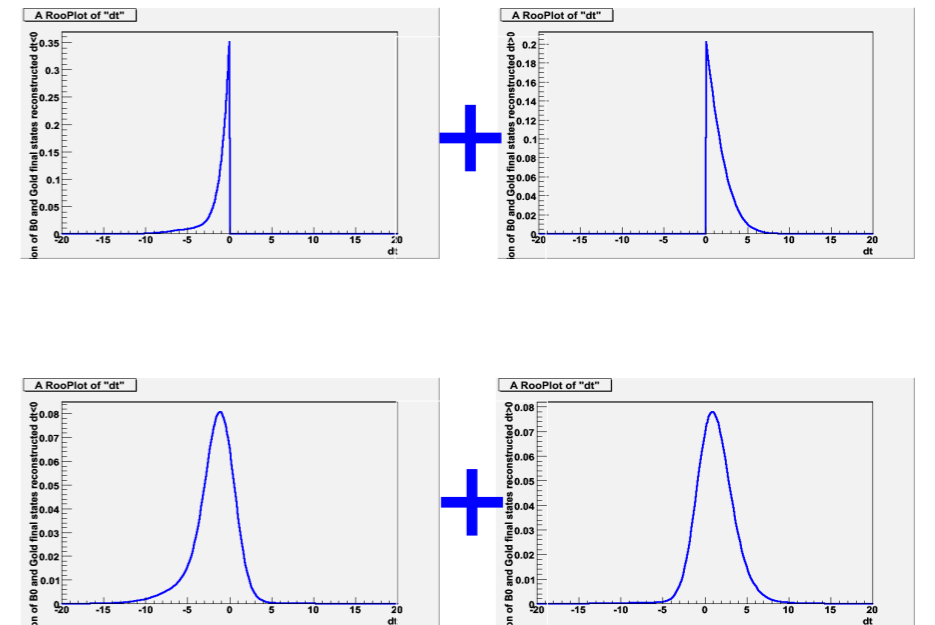 A RooPlot of "dt"
ion of B0 and Gold final states reconstructed dt<0
0.35
0.3
0.25
0.2
0.15
0.1
0.05
0
-20 -15 -10 -5 0 5 10 15 20
dt
+
A RooPlot of "dt"
ion of B0 and Gold final states reconstructed dt>0
0.2
0.18
0.16
0.14
0.12
0.1
0.08
0.06
0.04
0.02
0
-20 -15 -10 -5 0 5 10 15 20
dt
A RooPlot of "dt"
on of B0 and Gold final states reconstructed dt<0
0.08
0.07
0.06
0.05
0.04
0.03
0.02
0.01
0
-20 -15 -10 -5 0 5 10 15 20
dt
+
A RooPlot of "dt"
on of B0 and Gold final states reconstructed dt>0
0.08
0.07
0.06
0.05
0.04
0.03
0.02
0.01
0
-20 -15 -10 -5 0 5 10 15 20
dt